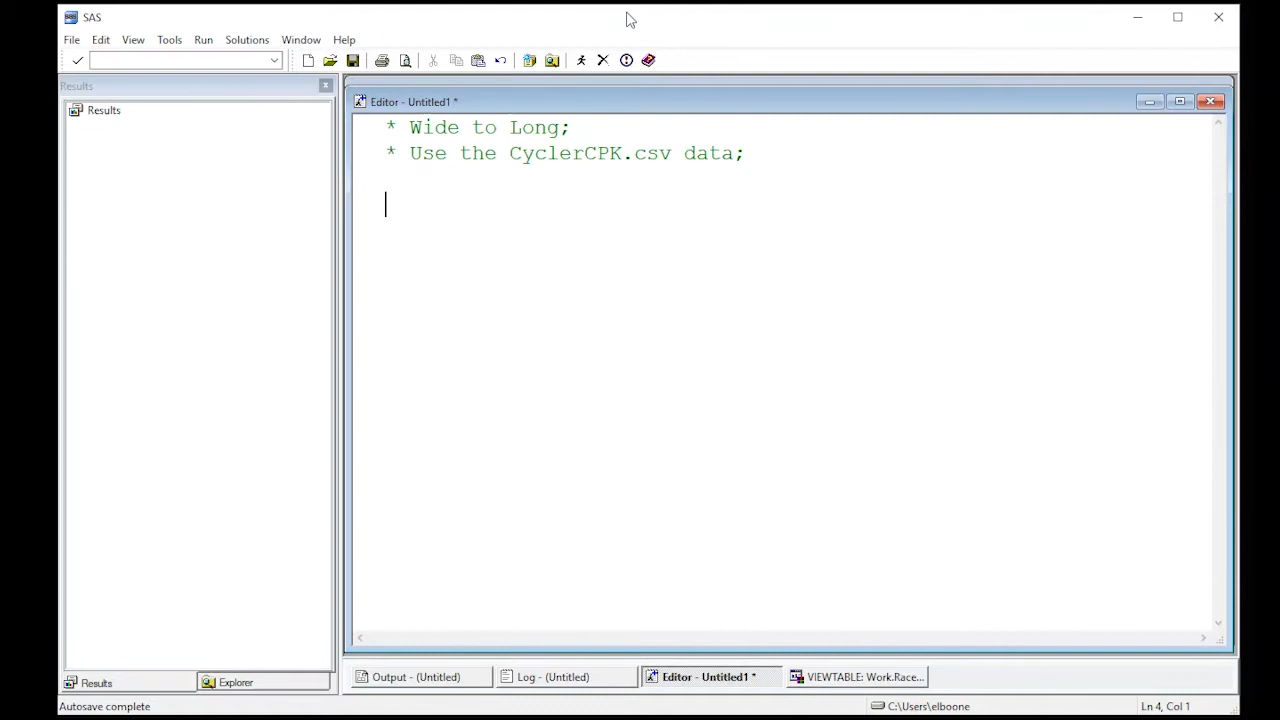 SAS
File Edit View Tools Run Solutions Window Help
Results
Results
Editor - Untitled1 *
* Wide to Long;
* Use the CyclerCPK.csv data;
Results
Explorer
Output - (Untitled)
Log - (Untitled)
Editor - Untitled1 *
VIEWTABLE: Work.Race...
Autosave complete
C:\Users\elboone
Ln 4, Col 1